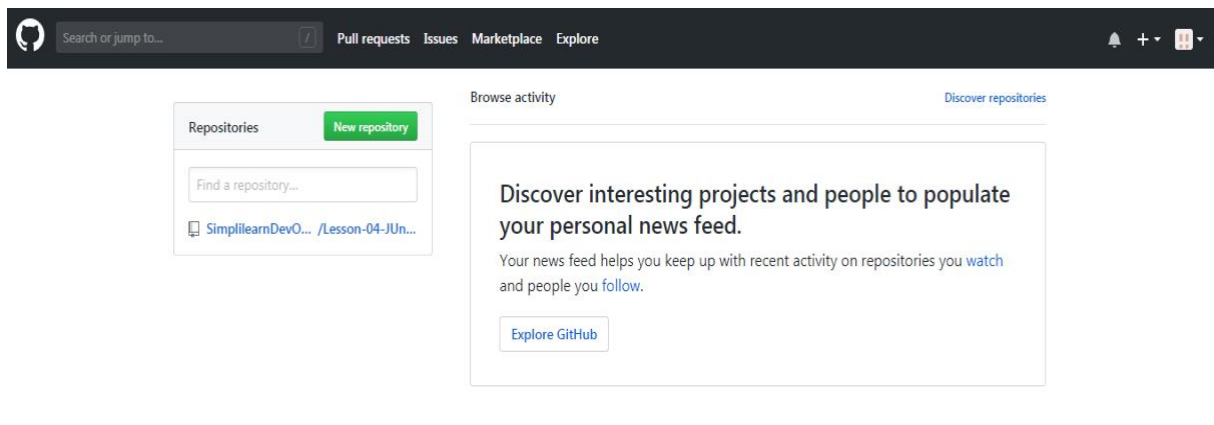 Search or jump to... / Pull requests Issues Marketplace Explore
Repositories New repository
Find a repository...
SimplilearnDevO... /Lesson-04-JUn...
Browse activity Discover repositories
Discover interesting projects and people to populate
your personal news feed.
Your news feed helps you keep up with recent activity on repositories you watch
and people you follow.
Explore GitHub